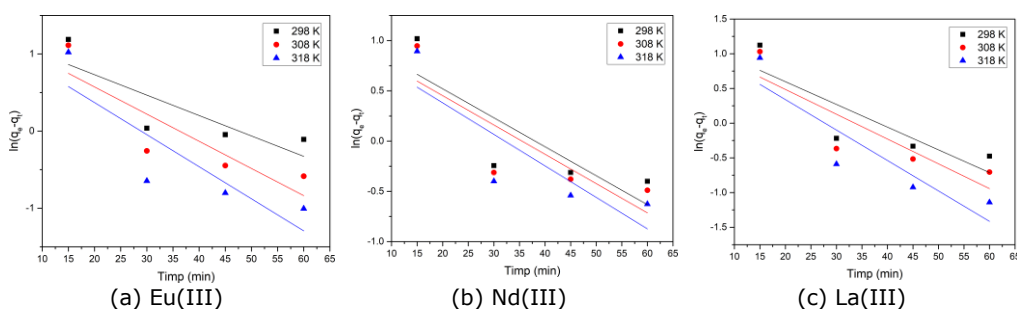 298 K
308 K
318 K
1
0
-1
ln(qe-qt)
10 15 20 25 30 35 40 45 50 55 60 65
Timp (min)
(a) Eu(III)
298 K
308 K
318 K
1.0
0.5
0.0
-0.5
-1.0
ln(qe-qt)
10 15 20 25 30 35 40 45 50 55 60 65
Timp (min)
(b) Nd(III)
298 K
308 K
318 K
1.5
1.0
0.5
0.0
-0.5
-1.0
-1.5
ln(qe-qt)
10 15 20 25 30 35 40 45 50 55 60 65
Timp (min)
(c) La(III)